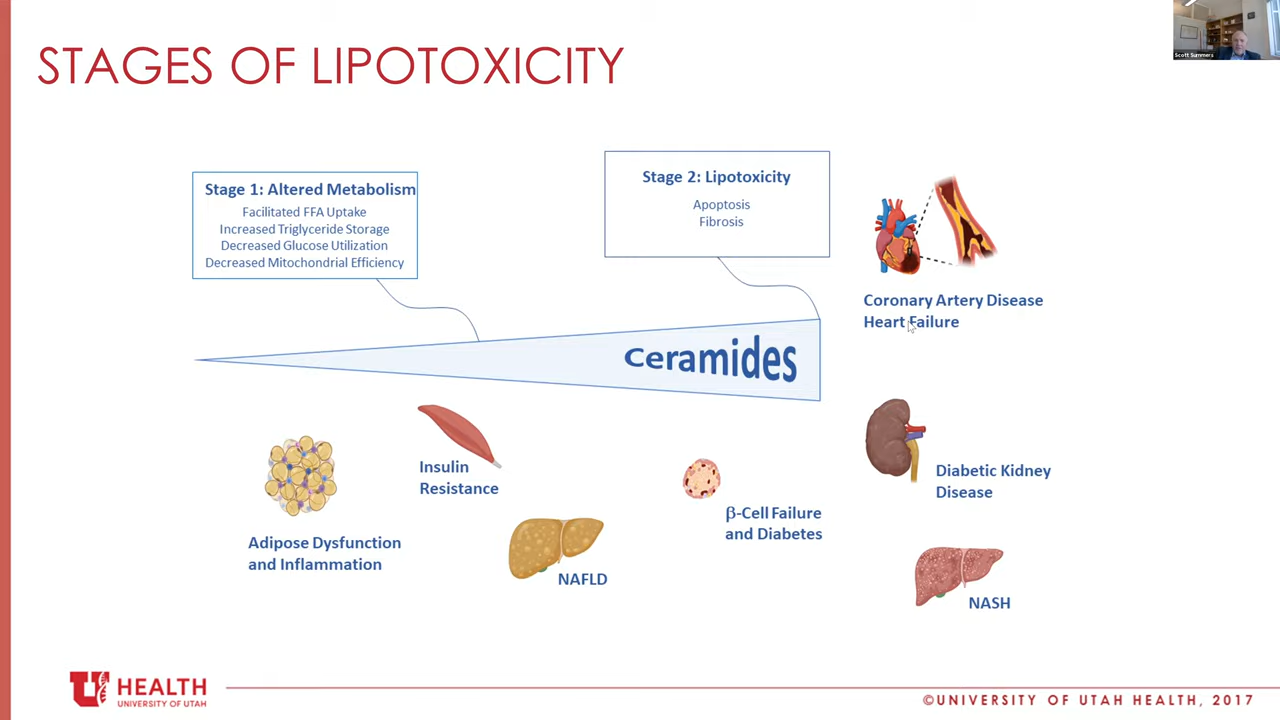 STAGES OF LIPOTOXICITY
Scott Summers
Stage 1: Altered Metabolism
Facilitated FFA Uptake
Increased Triglyceride Storage
Decreased Glucose Utilization
Decreased Mitochondrial Efficiency
Stage 2: Lipotoxicity
Apoptosis
Fibrosis
Coronary Artery Disease
Heart Failure
Ceramides
Insulin
Resistance
Adipose Dysfunction
and Inflammation
NAFLD
β-Cell Failure
and Diabetes
Diabetic Kidney
Disease
NASH
U HEALTH
UNIVERSITY OF UTAH
©UNIVERSITY OF UTAH HEALTH, 2017